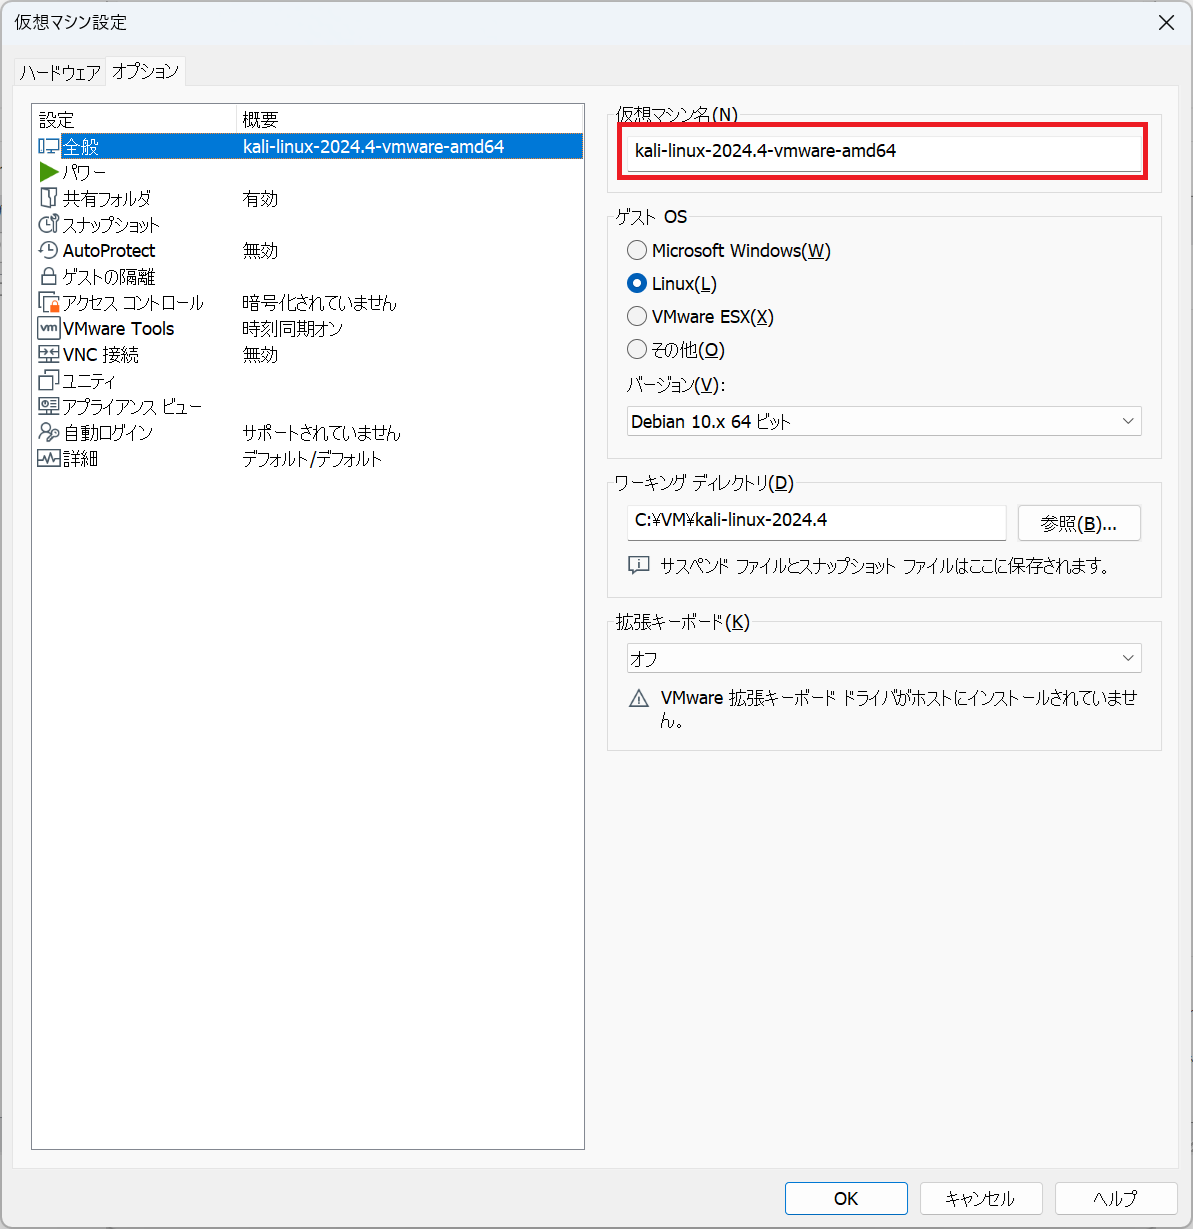 仮想マシン設定
ハードウェア オプション
設定 概要
全般 kali-linux-2024.4-vmware-amd64
パワー
共有フォルダ 有効
スナップショット
AutoProtect 無効
ゲストの隔離
アクセス コントロール 暗号化されていません
vm VMware Tools 時刻同期オン
VNC 接続 無効
ユニティ
アプライアンス ビュー
自動ログイン サポートされていません
詳細 デフォルト/デフォルト
仮想マシン名(N)
kali-linux-2024.4-vmware-amd64
ゲスト OS
Microsoft Windows(W)
Linux(L)
VMware ESX(X)
その他(O)
バージョン(V):
Debian 10.x 64 ビット
ワーキング ディレクトリ(D)
C:¥VM¥kali-linux-2024.4 参照(B)...
サスペンド ファイルとスナップショット ファイルはここに保存されます。
拡張キーボード(K)
オフ
VMware 拡張キーボード ドライバがホストにインストールされていませ
ん。
OK キャンセル ヘルプ